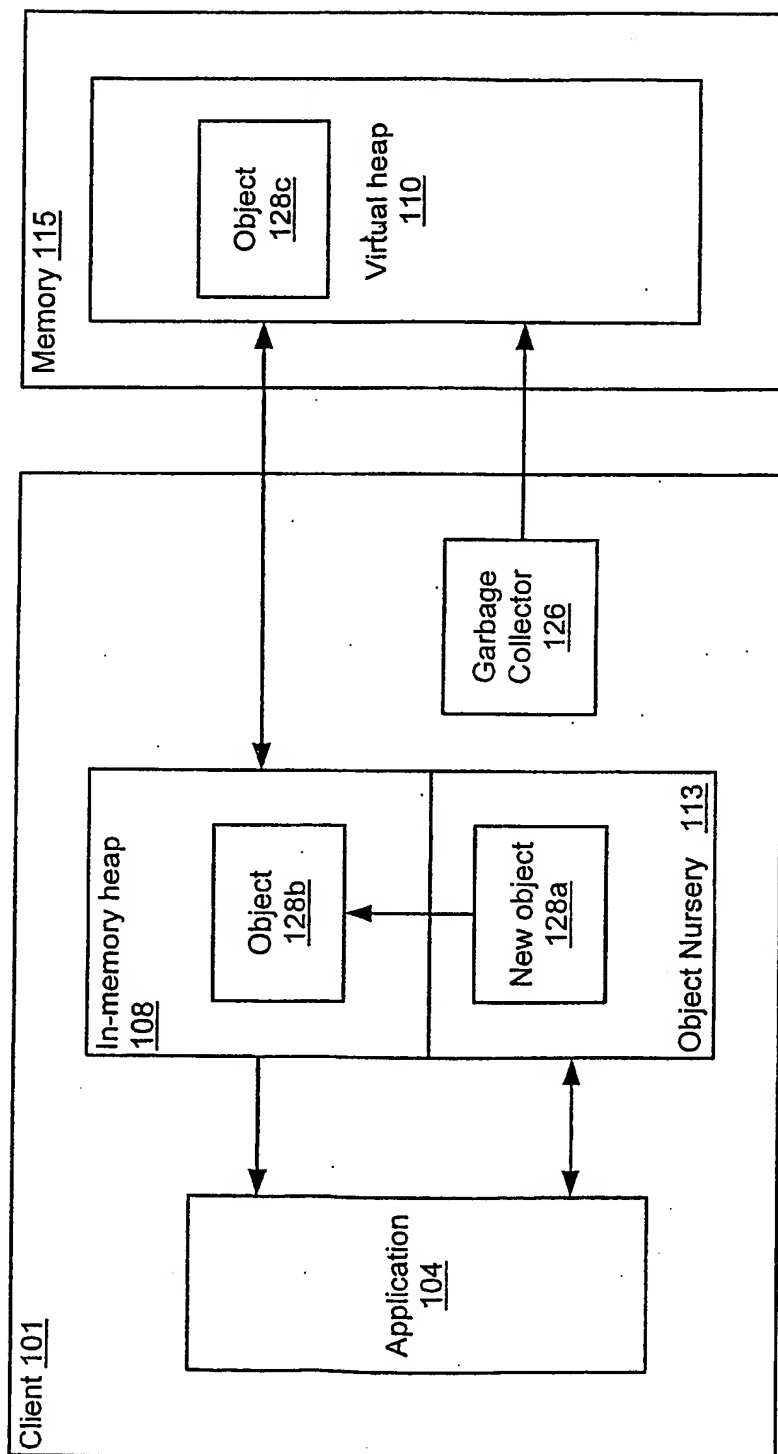 Client 101
Application
104
In-memory heap
108
Object
128b
New object
128a
Object Nursery 113
Garbage
Collector
126
Memory 115
Object
128c
Virtual heap
110